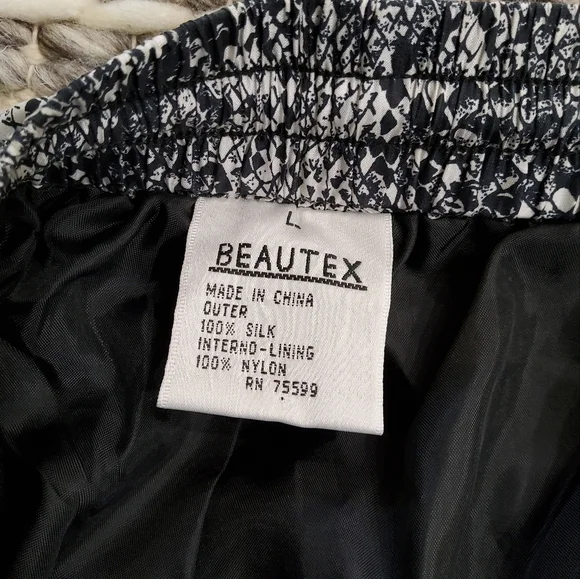 L
BEAUTEX
MADE IN CHINA
OUTER
100% SILK
INTERNO-LINING
100% NYLON
RN 75599